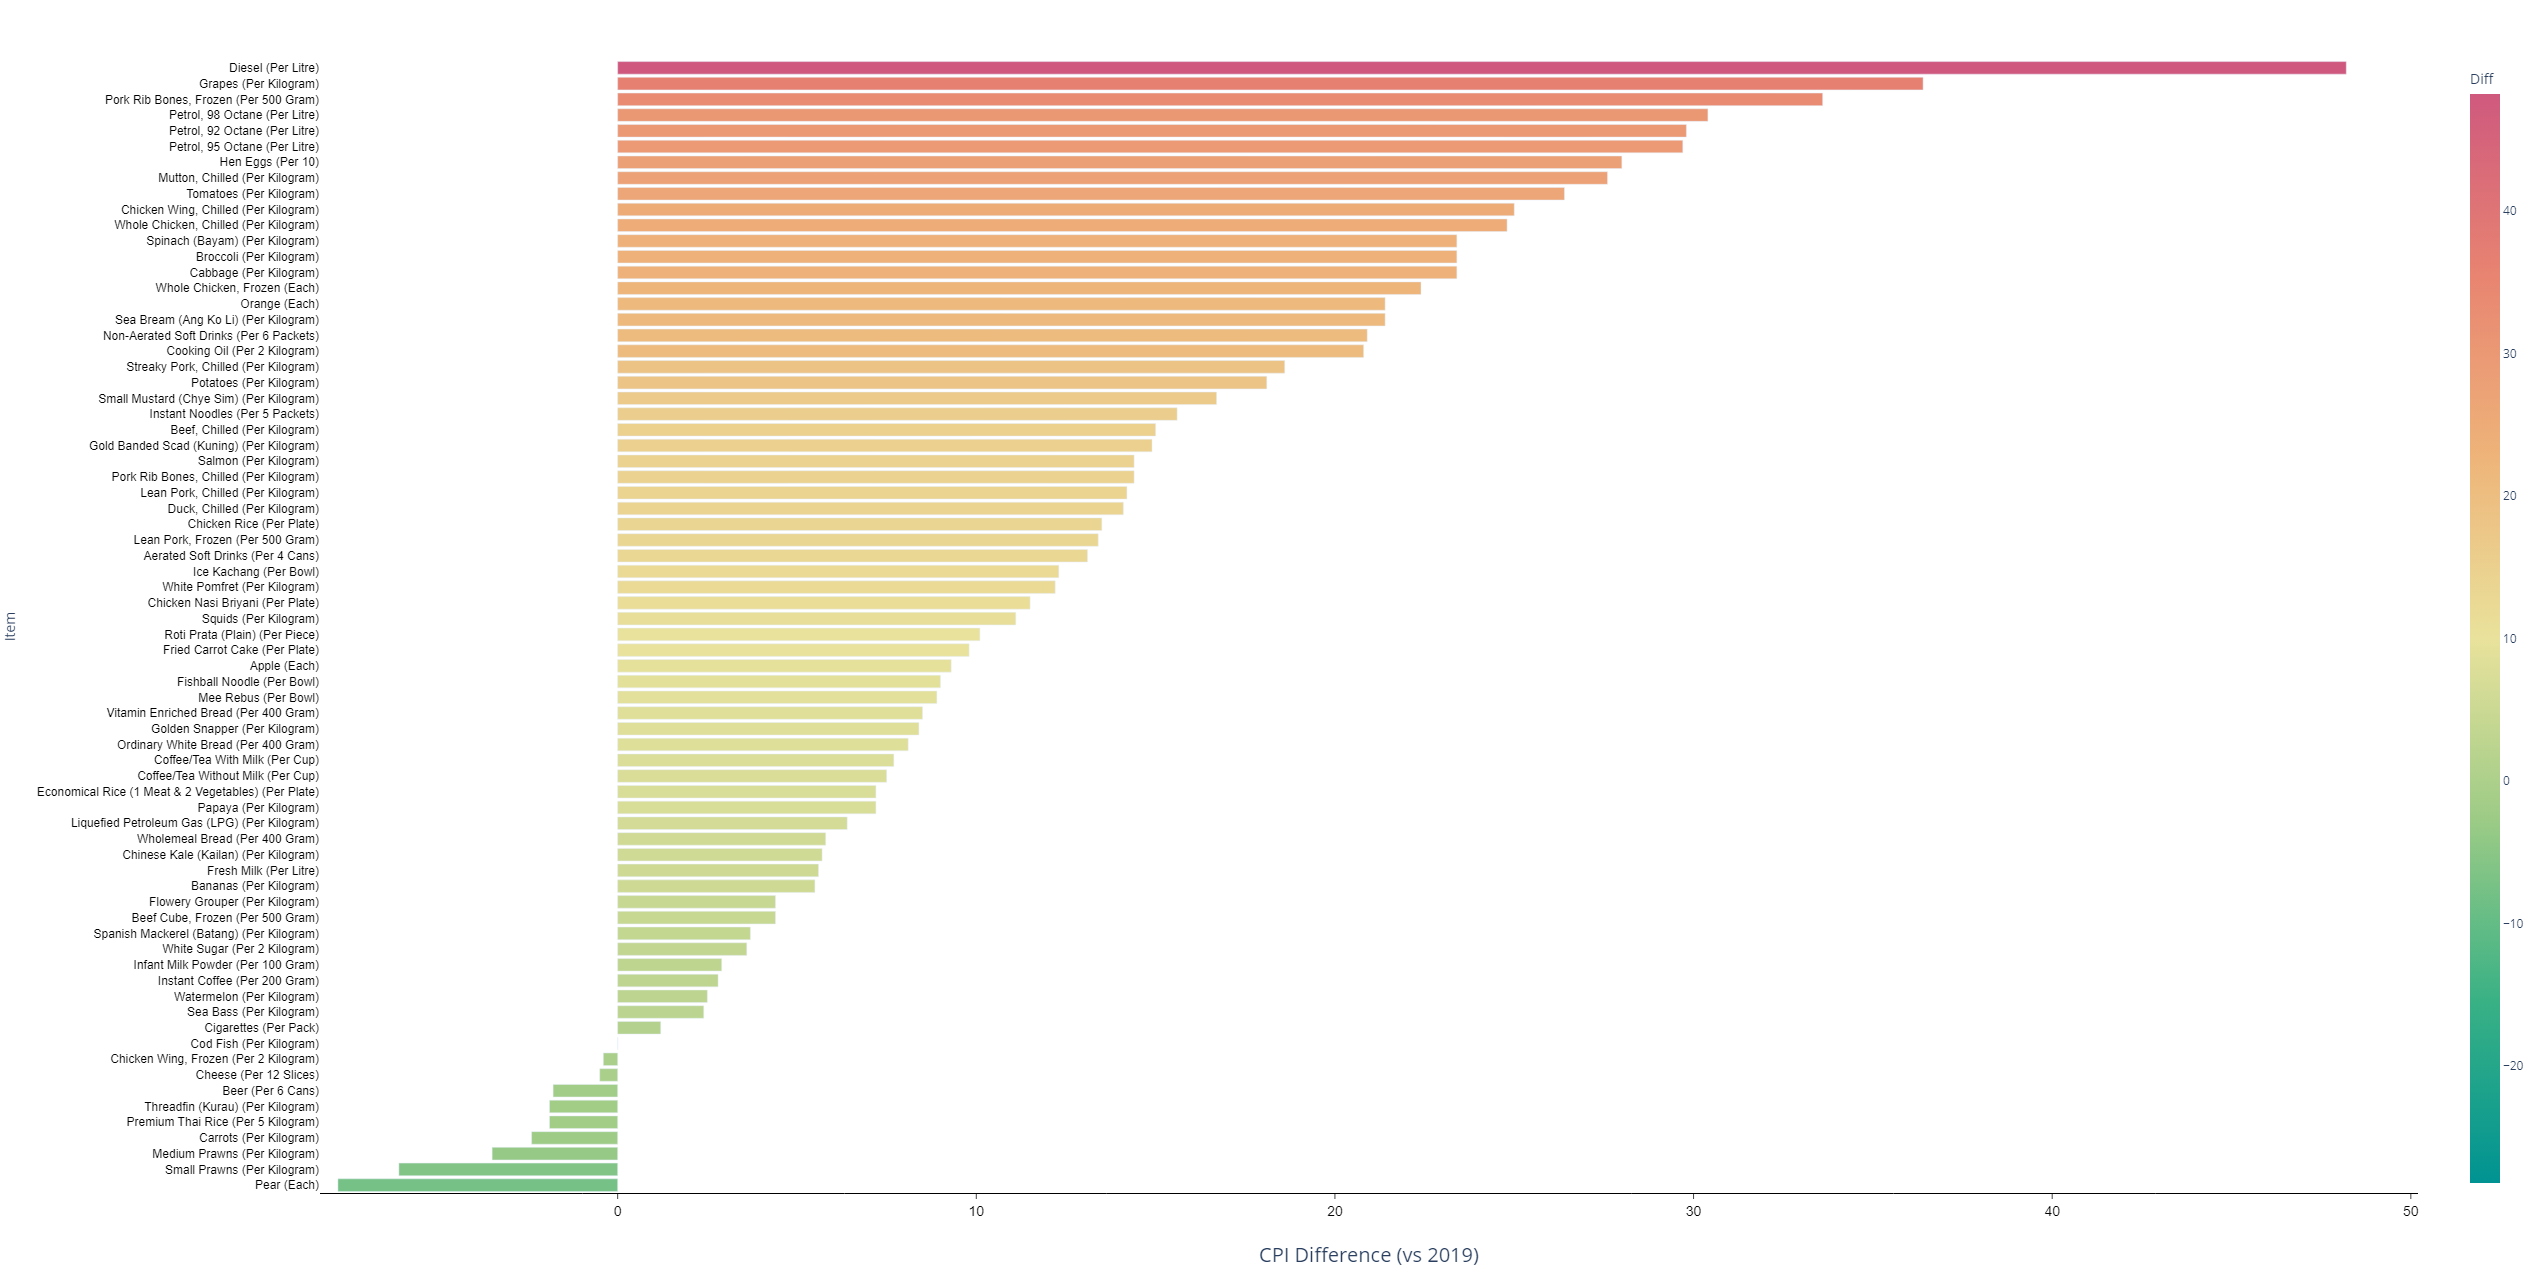 Diesel (Per Litre)
Grapes (Per Kilogram)
Pork Rib Bones, Frozen (Per 500 Gram)
Petrol, 98 Octane (Per Litre)
Petrol, 92 Octane (Per Litre)
Petrol, 95 Octane (Per Litre)
Hen Eggs (Per 10)
Mutton, Chilled (Per Kilogram)
Tomatoes (Per Kilogram)
Chicken Wing, Chilled (Per Kilogram)
Whole Chicken, Chilled (Per Kilogram)
Spinach (Bayam) (Per Kilogram)
Broccoli (Per Kilogram)
Cabbage (Per Kilogram)
Whole Chicken, Frozen (Each)
Orange (Each)
Sea Bream (Ang Ko Li) (Per Kilogram)
Non-Aerated Soft Drinks (Per 6 Packets)
Cooking Oil (Per 2 Kilogram)
Streaky Pork, Chilled (Per Kilogram)
Potatoes (Per Kilogram)
Small Mustard (Chye Sim) (Per Kilogram)
Instant Noodles (Per 5 Packets)
Beef, Chilled (Per Kilogram)
Gold Banded Scad (Kuning) (Per Kilogram)
Salmon (Per Kilogram)
Pork Rib Bones, Chilled (Per Kilogram)
Lean Pork, Chilled (Per Kilogram)
Duck, Chilled (Per Kilogram)
Chicken Rice (Per Plate)
Lean Pork, Frozen (Per 500 Gram)
Aerated Soft Drinks (Per 4 Cans)
Ice Kachang (Per Bowl)
White Pomfret (Per Kilogram)
Chicken Nasi Briyani (Per Plate)
Squids (Per Kilogram)
Roti Prata (Plain) (Per Piece)
Fried Carrot Cake (Per Plate)
Apple (Each)
Fishball Noodle (Per Bowl)
Mee Rebus (Per Bowl)
Vitamin Enriched Bread (Per 400 Gram)
Golden Snapper (Per Kilogram)
Ordinary White Bread (Per 400 Gram)
Coffee/Tea With Milk (Per Cup)
Coffee/Tea Without Milk (Per Cup)
Economical Rice (1 Meat & 2 Vegetables) (Per Plate)
Papaya (Per Kilogram)
Liquefied Petroleum Gas (LPG) (Per Kilogram)
Wholemeal Bread (Per 400 Gram)
Chinese Kale (Kailan) (Per Kilogram)
Fresh Milk (Per Litre)
Bananas (Per Kilogram)
Flowery Grouper (Per Kilogram)
Beef Cube, Frozen (Per 500 Gram)
Spanish Mackerel (Batang) (Per Kilogram)
White Sugar (Per 2 Kilogram)
Infant Milk Powder (Per 100 Gram)
Instant Coffee (Per 200 Gram)
Watermelon (Per Kilogram)
Sea Bass (Per Kilogram)
Cigarettes (Per Pack)
Cod Fish (Per Kilogram)
Chicken Wing, Frozen (Per 2 Kilogram)
Cheese (Per 12 Slices)
Beer (Per 6 Cans)
Threadfin (Kurau) (Per Kilogram)
Premium Thai Rice (Per 5 Kilogram)
Carrots (Per Kilogram)
Medium Prawns (Per Kilogram)
Small Prawns (Per Kilogram)
Pear (Each)
Item
0 10 20 30 40 50
CPI Difference (vs 2019)
Diff
40
30
20
10
0
−10
−20